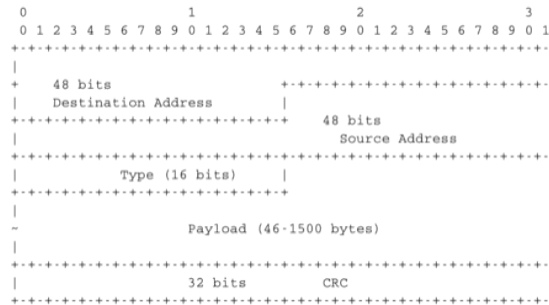 0                   1                   2                   3
0 1 2 3 4 5 6 7 8 9 0 1 2 3 4 5 6 7 8 9 0 1 2 3 4 5 6 7 8 9 0 1
+-+-+-+-+-+-+-+-+-+-+-+-+-+-+-+-+-+-+-+-+-+-+-+-+-+-+-+-+-+-+-+-
|
+ 48 bits +-+-+-+-+-+-+-+-+-+-+-+-+-+-+-+-
| Destination Address |
+-+-+-+-+-+-+-+-+-+-+-+-+-+-+-+-+ 48 bits
| Source Address
+-+-+-+-+-+-+-+-+-+-+-+-+-+-+-+-+-+-+-+-+-+-+-+-+-+-+-+-+-+-+-+-
| Type (16 bits) |
+-+-+-+-+-+-+-+-+-+-+-+-+-+-+-+-+
|
~ Payload (46-1500 bytes)
|
+-+-+-+-+-+-+-+-+-+-+-+-+-+-+-+-+-+-+-+-+-+-+-+-+-+-+-+-+-+-+-+-
| 32 bits CRC
+-+-+-+-+-+-+-+-+-+-+-+-+-+-+-+-+-+-+-+-+-+-+-+-+-+-+-+-+-+-+-+-